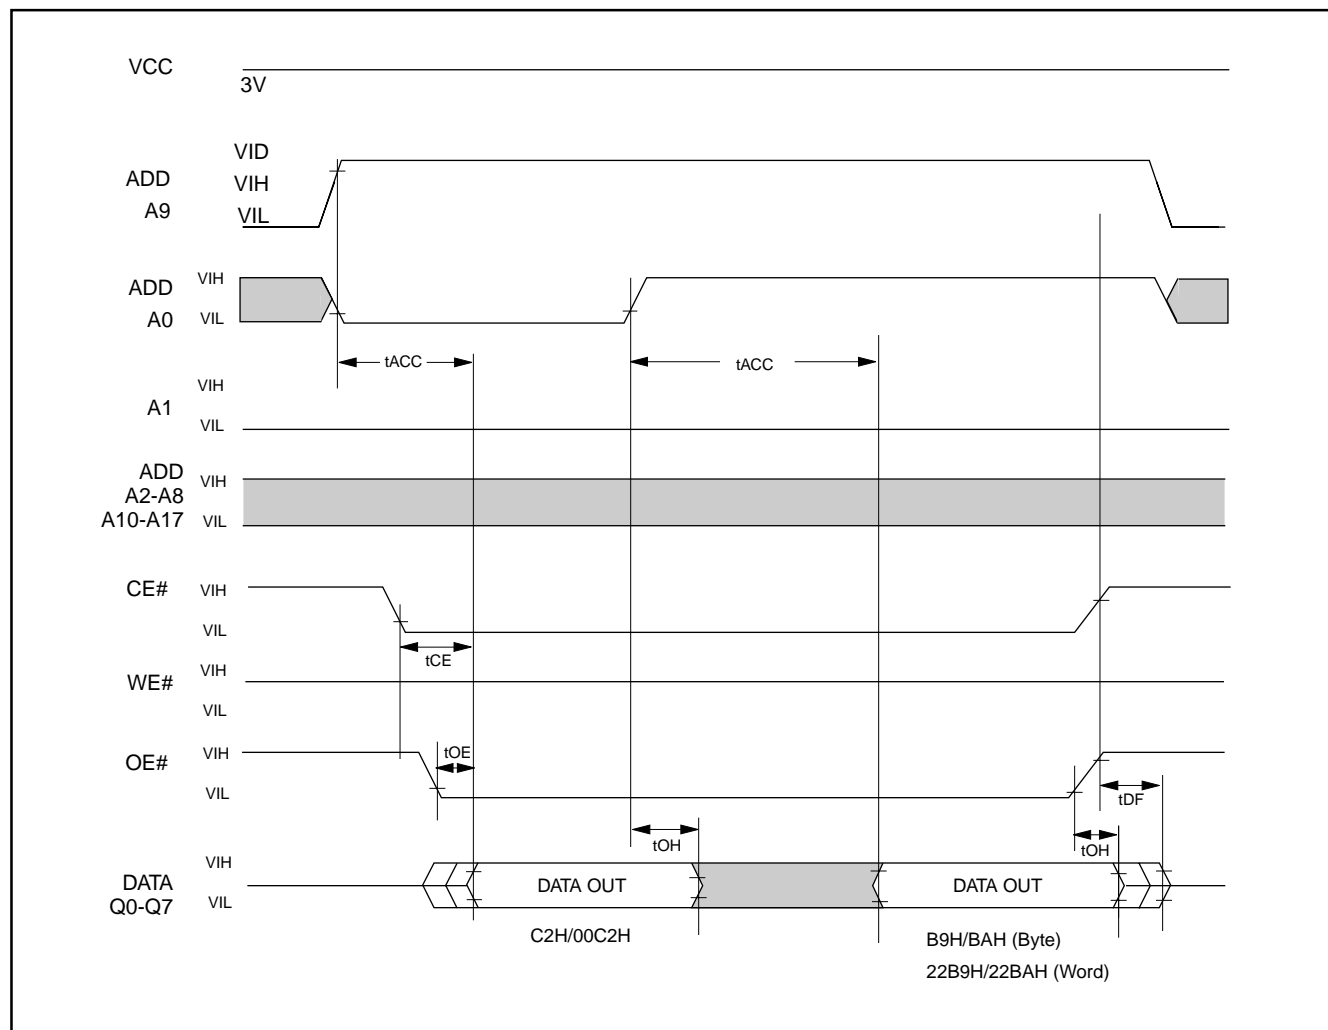 VCC
3V
VID
ADD
VIH
A9
VIL
VIH
ADD
A0
VIL
tACC
tACC
VIH
A1
VIL
ADD
VIH
A2-A8
A10-A17
VIL
CE#
VIH
VIL
tCE
VIH
WE#
VIL
VIH
tOE
OE#
VIL
tDF
tOH
tOH
VIH
DATA
DATA OUT
DATA OUT
Q0-Q7
VIL
C2H/00C2H
B9H/BAH (Byte)
22B9H/22BAH (Word)